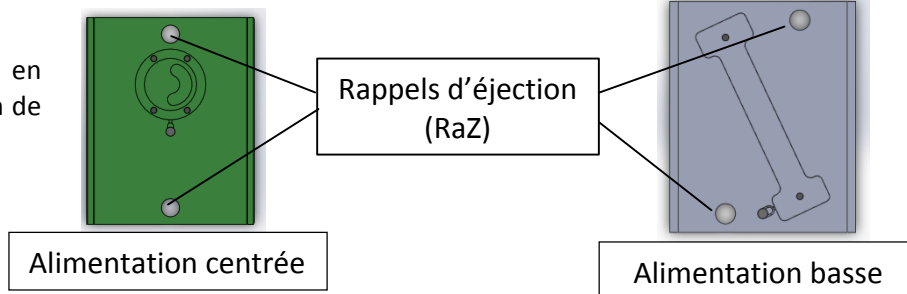 en
de
Rappels d’éjection
(RaZ)
Alimentation centrée
Alimentation basse